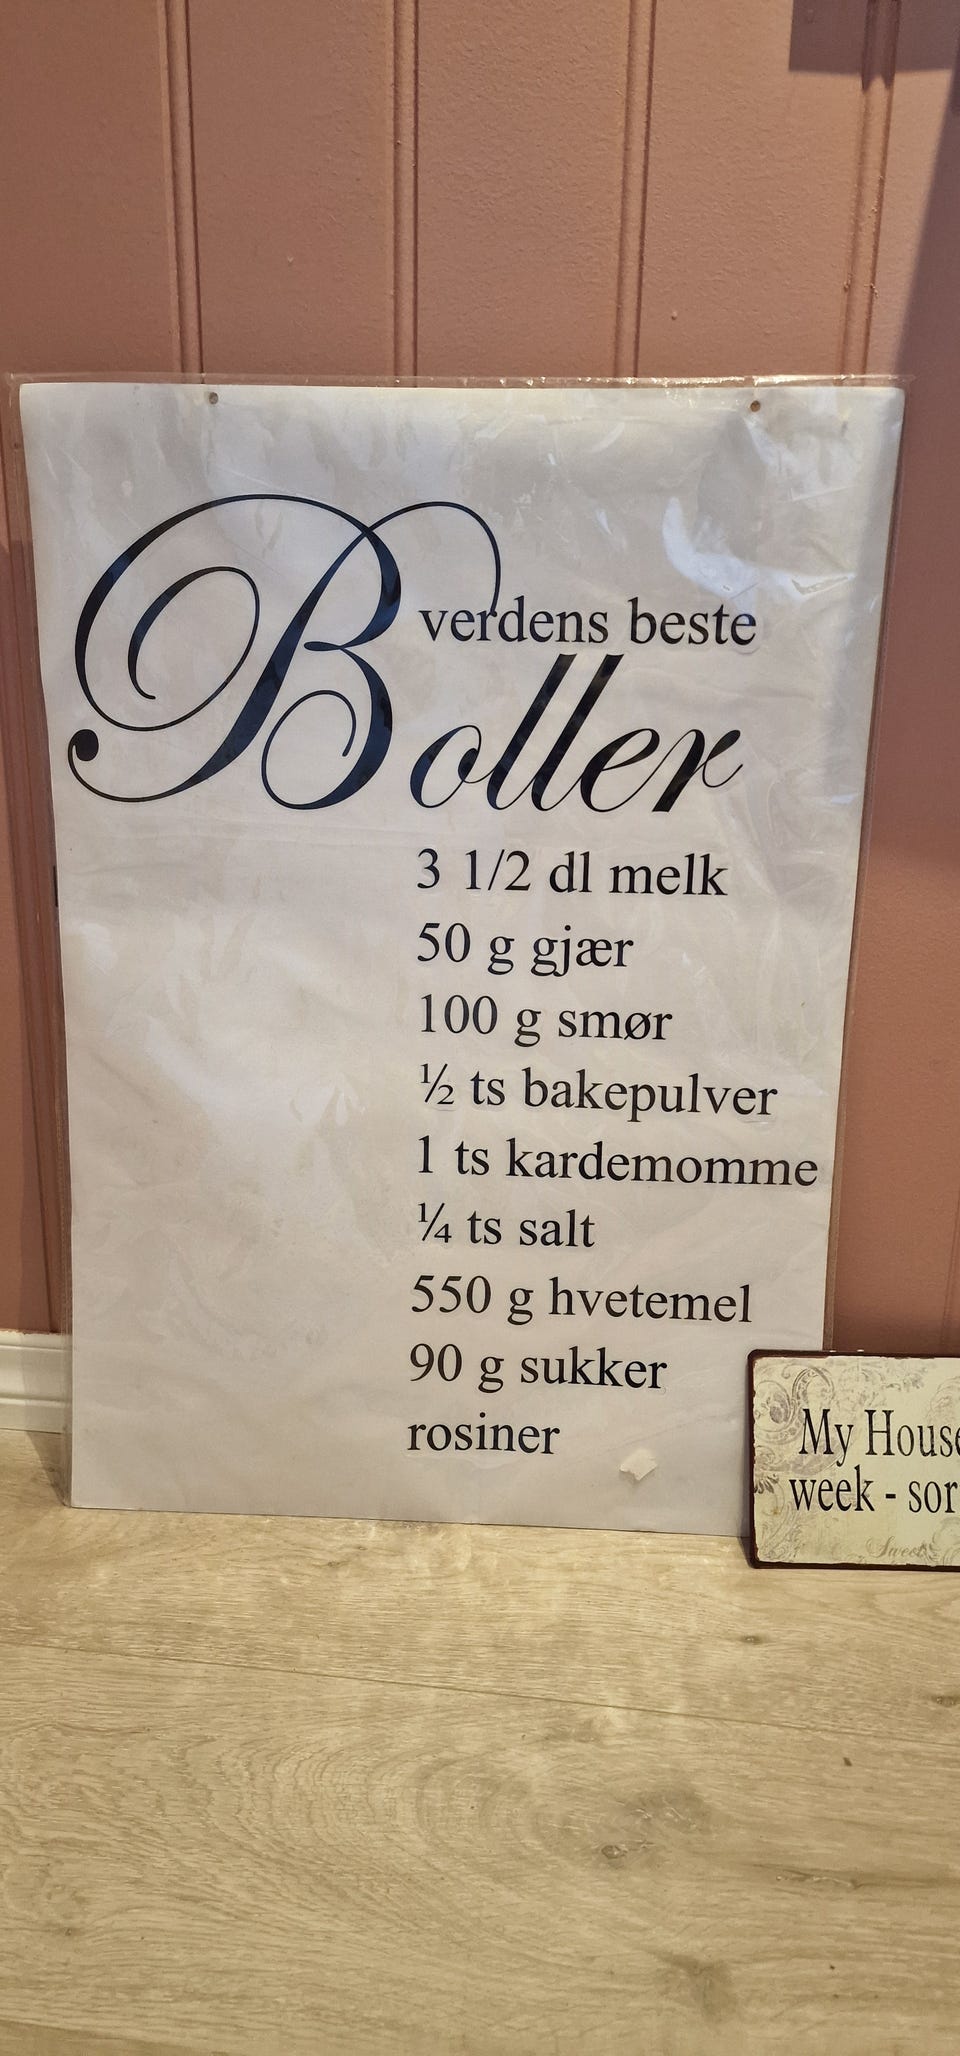 verdens beste
Boller
3 1/2 dl melk
50 g gjær
100 g smør
½ ts bakepulver
1 ts kardemomme
¼ ts salt
550 g hvetemel
90 g sukker
rosiner
My House
week - sor
Sweet